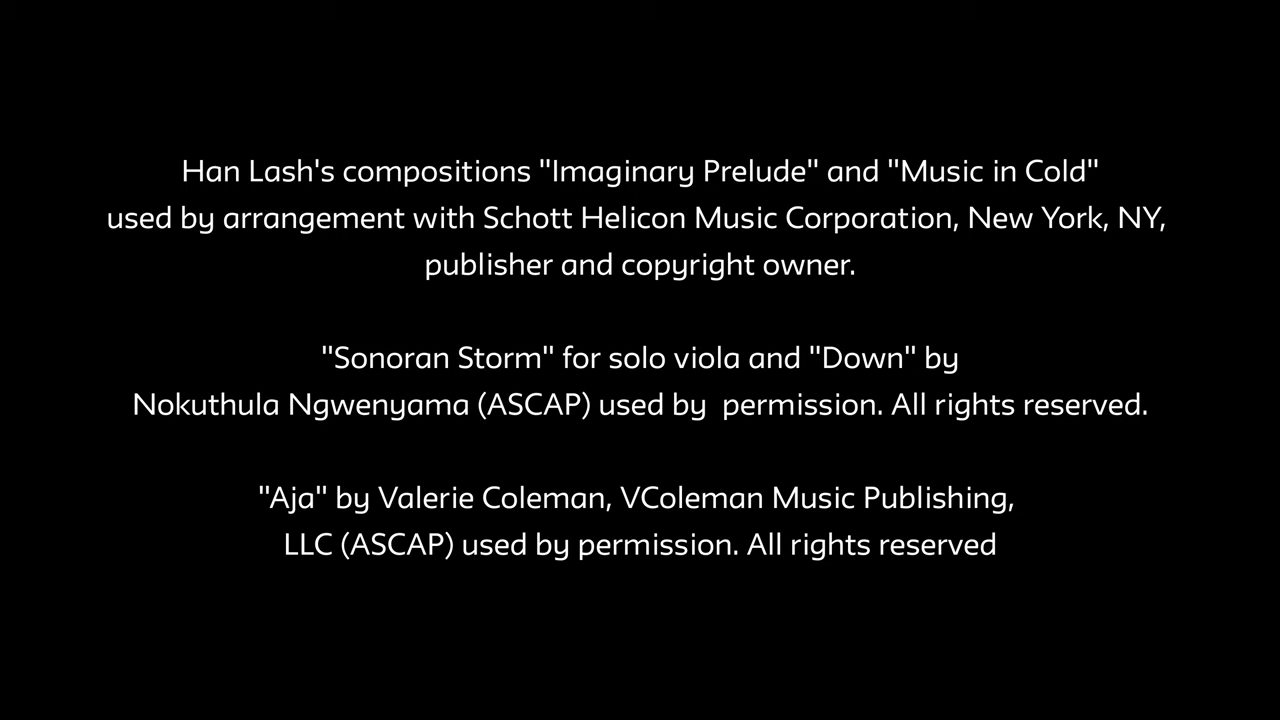 Han Lash's compositions "Imaginary Prelude" and "Music in Cold"
used by arrangement with Schott Helicon Music Corporation, New York, NY,
publisher and copyright owner.
"Sonoran Storm" for solo viola and "Down" by
Nokuthula Ngwenyama (ASCAP) used by  permission. All rights reserved.
"Aja" by Valerie Coleman, VColeman Music Publishing,
LLC (ASCAP) used by permission. All rights reserved